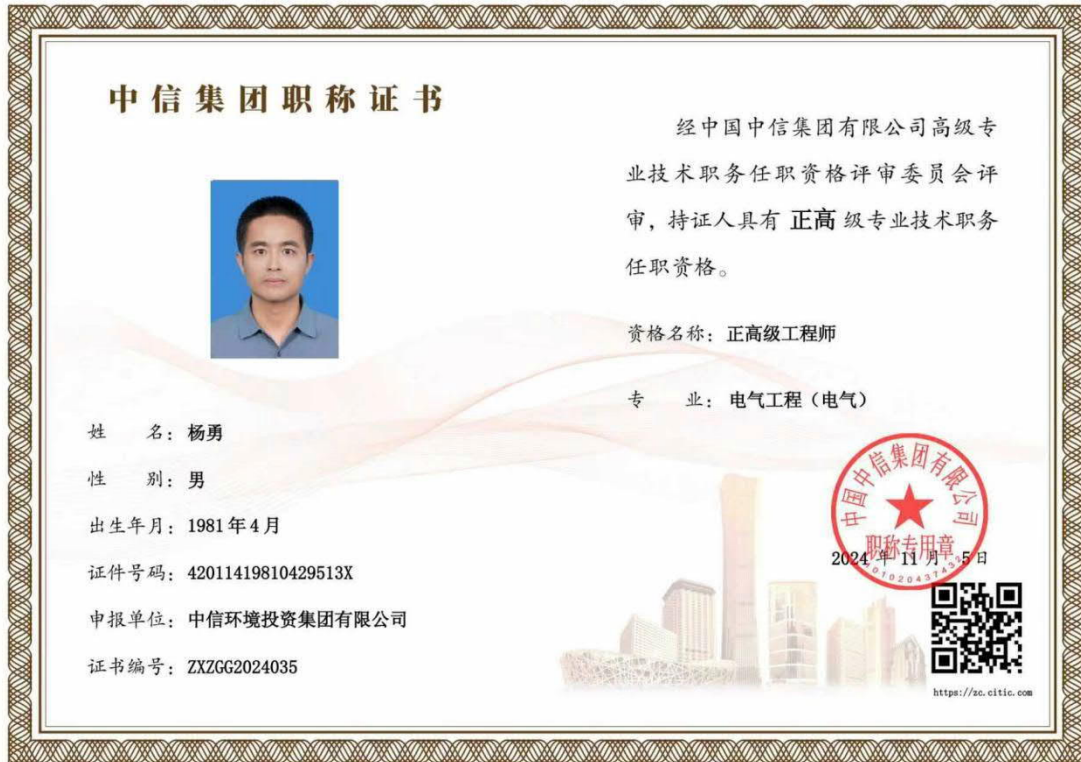 中信集团职称证书
经中国中信集团有限公司高级专
业技术职务任职资格评审委员会评
审，持证人具有 正高 级专业技术职务
任职资格。
资格名称：正高级工程师
专 业：电气工程（电气）
姓 名：杨勇
性 别：男
出生年月：1981年4月
证件号码：42011419810429513X
申报单位：中信环境投资集团有限公司
证书编号：ZXZGG2024035
中国中信集团有限公司
职称专用章
2024 年 11 月 5 日
https://zc.citic.com